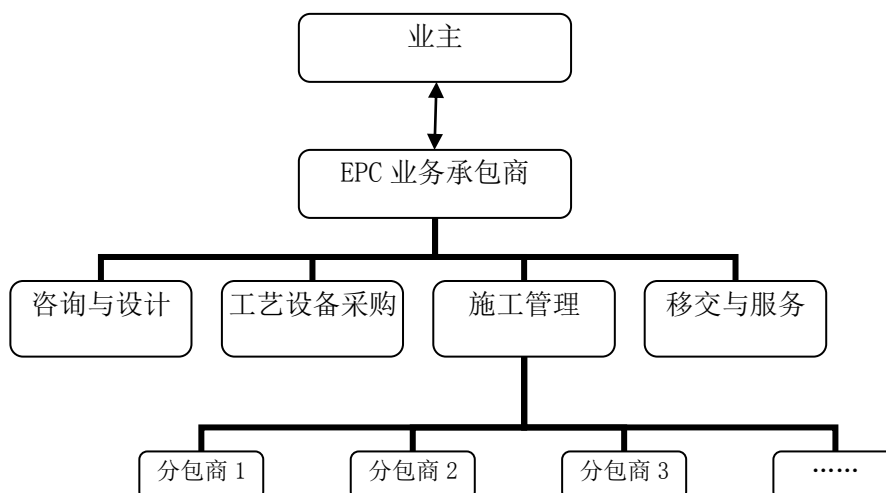 业主
EPC 业务承包商
咨询与设计
工艺设备采购
施工管理
移交与服务
分包商 1
分包商 2
分包商 3
……